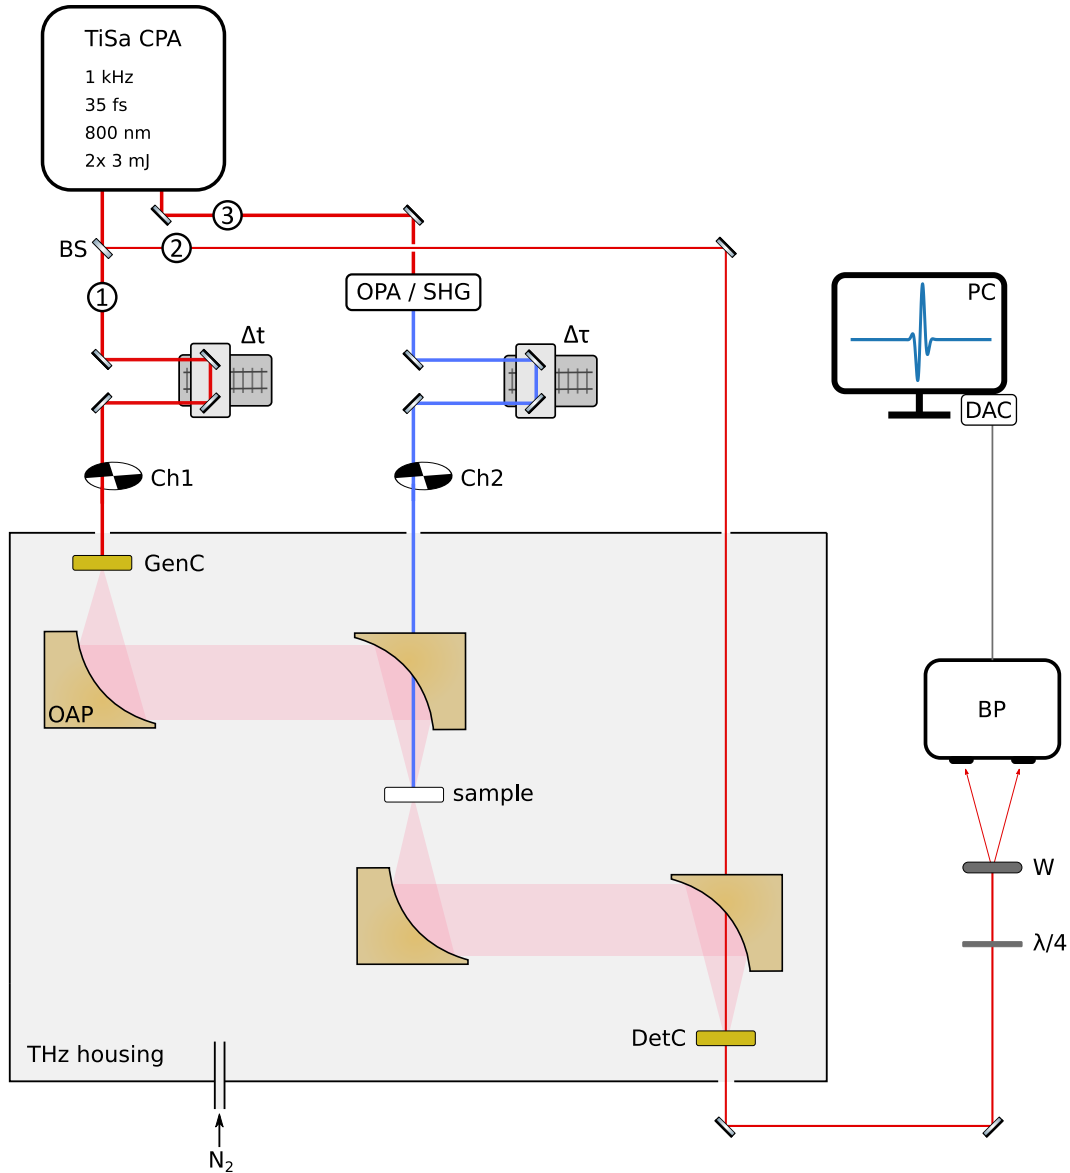 TiSa CPA
1 kHz
35 fs
800 nm
2x 3 mJ
3
BS
2
1
OPA / SHG
PC
Δt
Δτ
DAC
Ch1
Ch2
GenC
OAP
BP
sample
W
λ/4
DetC
THz housing
N₂